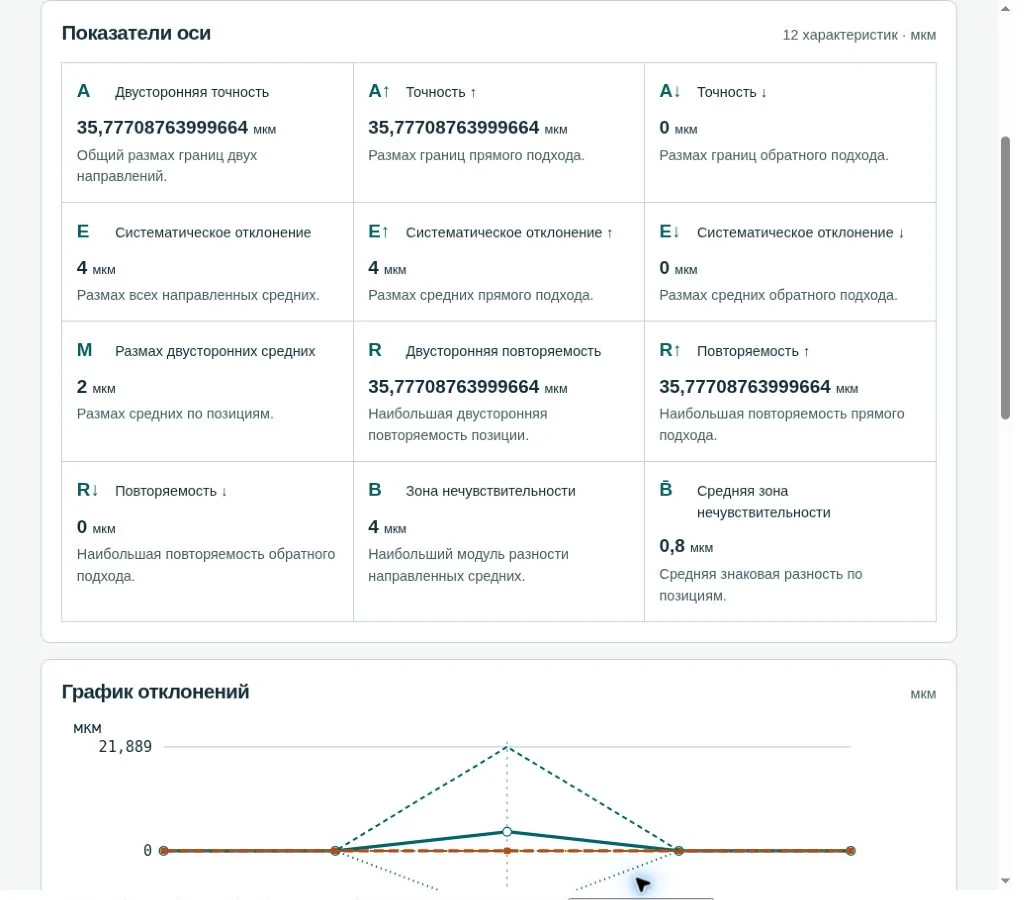 Показатели оси
12 характеристик · мкм
A Двусторонняя точность
35,77708763999664 мкм
Общий размах границ двух
направлений.
A↑ Точность ↑
35,77708763999664 мкм
Размах границ прямого подхода.
A↓ Точность ↓
0 мкм
Размах границ обратного подхода.
E Систематическое отклонение
4 мкм
Размах всех направленных средних.
E↑ Систематическое отклонение ↑
4 мкм
Размах средних прямого подхода.
E↓ Систематическое отклонение ↓
0 мкм
Размах средних обратного подхода.
M Размах двусторонних средних
2 мкм
Размах средних по позициям.
R Двусторонняя повторяемость
35,77708763999664 мкм
Наибольшая двусторонняя
повторяемость позиции.
R↑ Повторяемость ↑
35,77708763999664 мкм
Наибольшая повторяемость прямого
подхода.
R↓ Повторяемость ↓
0 мкм
Наибольшая повторяемость обратного
подхода.
B Зона нечувствительности
4 мкм
Наибольший модуль разности
направленных средних.
B̄ Средняя зона
нечувствительности
0,8 мкм
Средняя знаковая разность по
позициям.
График отклонений
мкм
мкм
21,889
0